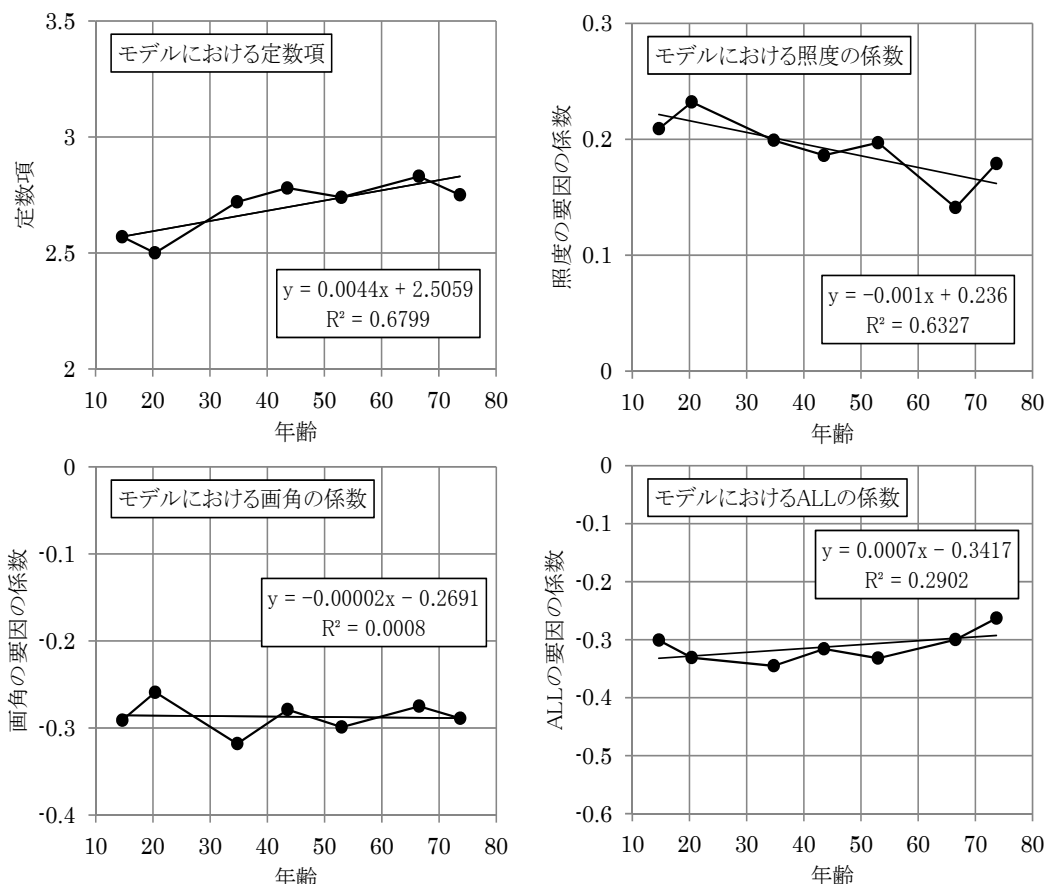 モデルにおける定数項
定数項
3.5
3
2.5
2
y = 0.0044x + 2.5059
R² = 0.6799
10 20 30 40 50 60 70 80
年齢
モデルにおける照度の係数
照度の要因の係数
0.3
0.2
0.1
0
y = -0.001x + 0.236
R² = 0.6327
10 20 30 40 50 60 70 80
年齢
モデルにおける画角の係数
画角の要因の係数
0
-0.1
-0.2
-0.3
-0.4
y = -0.00002x - 0.2691
R² = 0.0008
10 20 30 40 50 60 70 80
年齢
モデルにおけるALLの係数
ALLの要因の係数
0
-0.1
-0.2
-0.3
-0.4
-0.5
-0.6
y = 0.0007x - 0.3417
R² = 0.2902
10 20 30 40 50 60 70 80
年齢